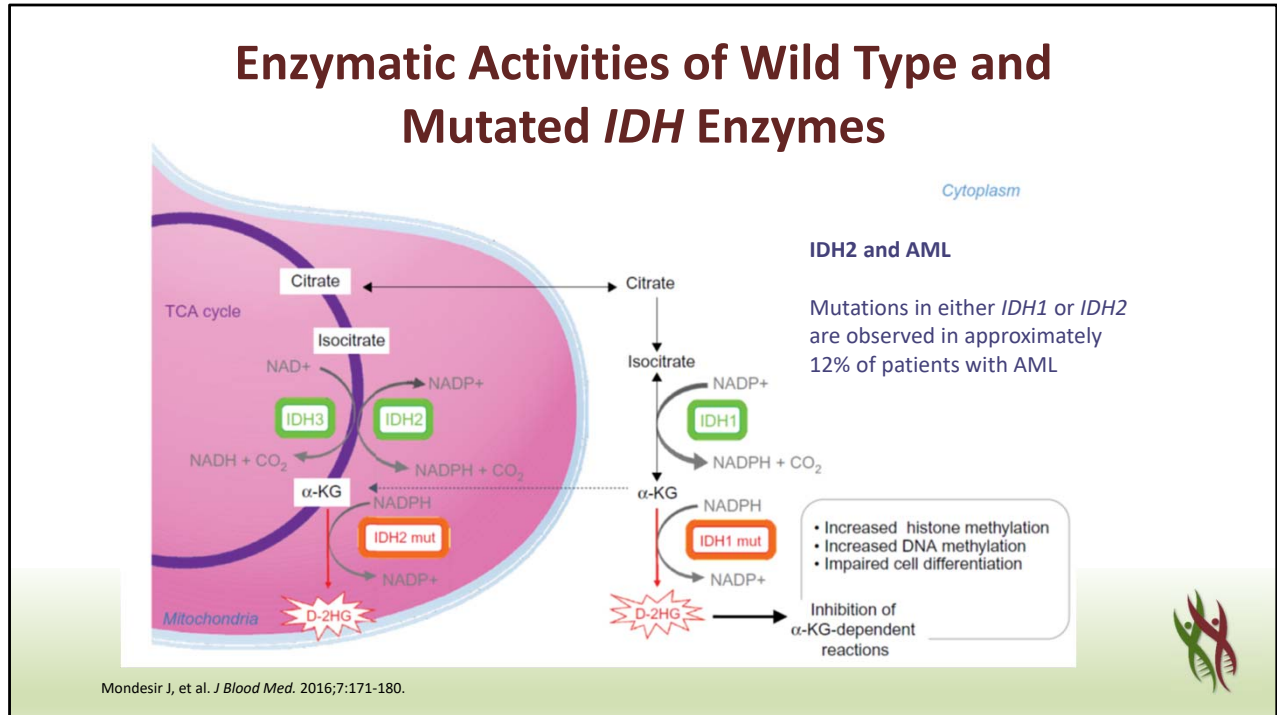 Enzymatic Activities of Wild Type and
Mutated IDH Enzymes
Cytoplasm
IDH2 and AML
Mutations in either IDH1 or IDH2
are observed in approximately
12% of patients with AML
Citrate
Citrate
TCA cycle
Isocitrate
Isocitrate
NAD+
NADP+
NADP+
IDH3
IDH2
IDH1
NADH + CO₂
NADPH + CO₂
NADPH + CO₂
α-KG
α-KG
NADPH
NADPH
IDH2 mut
IDH1 mut
NADP+
NADP+
• Increased histone methylation
• Increased DNA methylation
• Impaired cell differentiation
Mitochondria
D-2HG
D-2HG
Inhibition of
α-KG-dependent
reactions
Mondesir J, et al. J Blood Med. 2016;7:171-180.